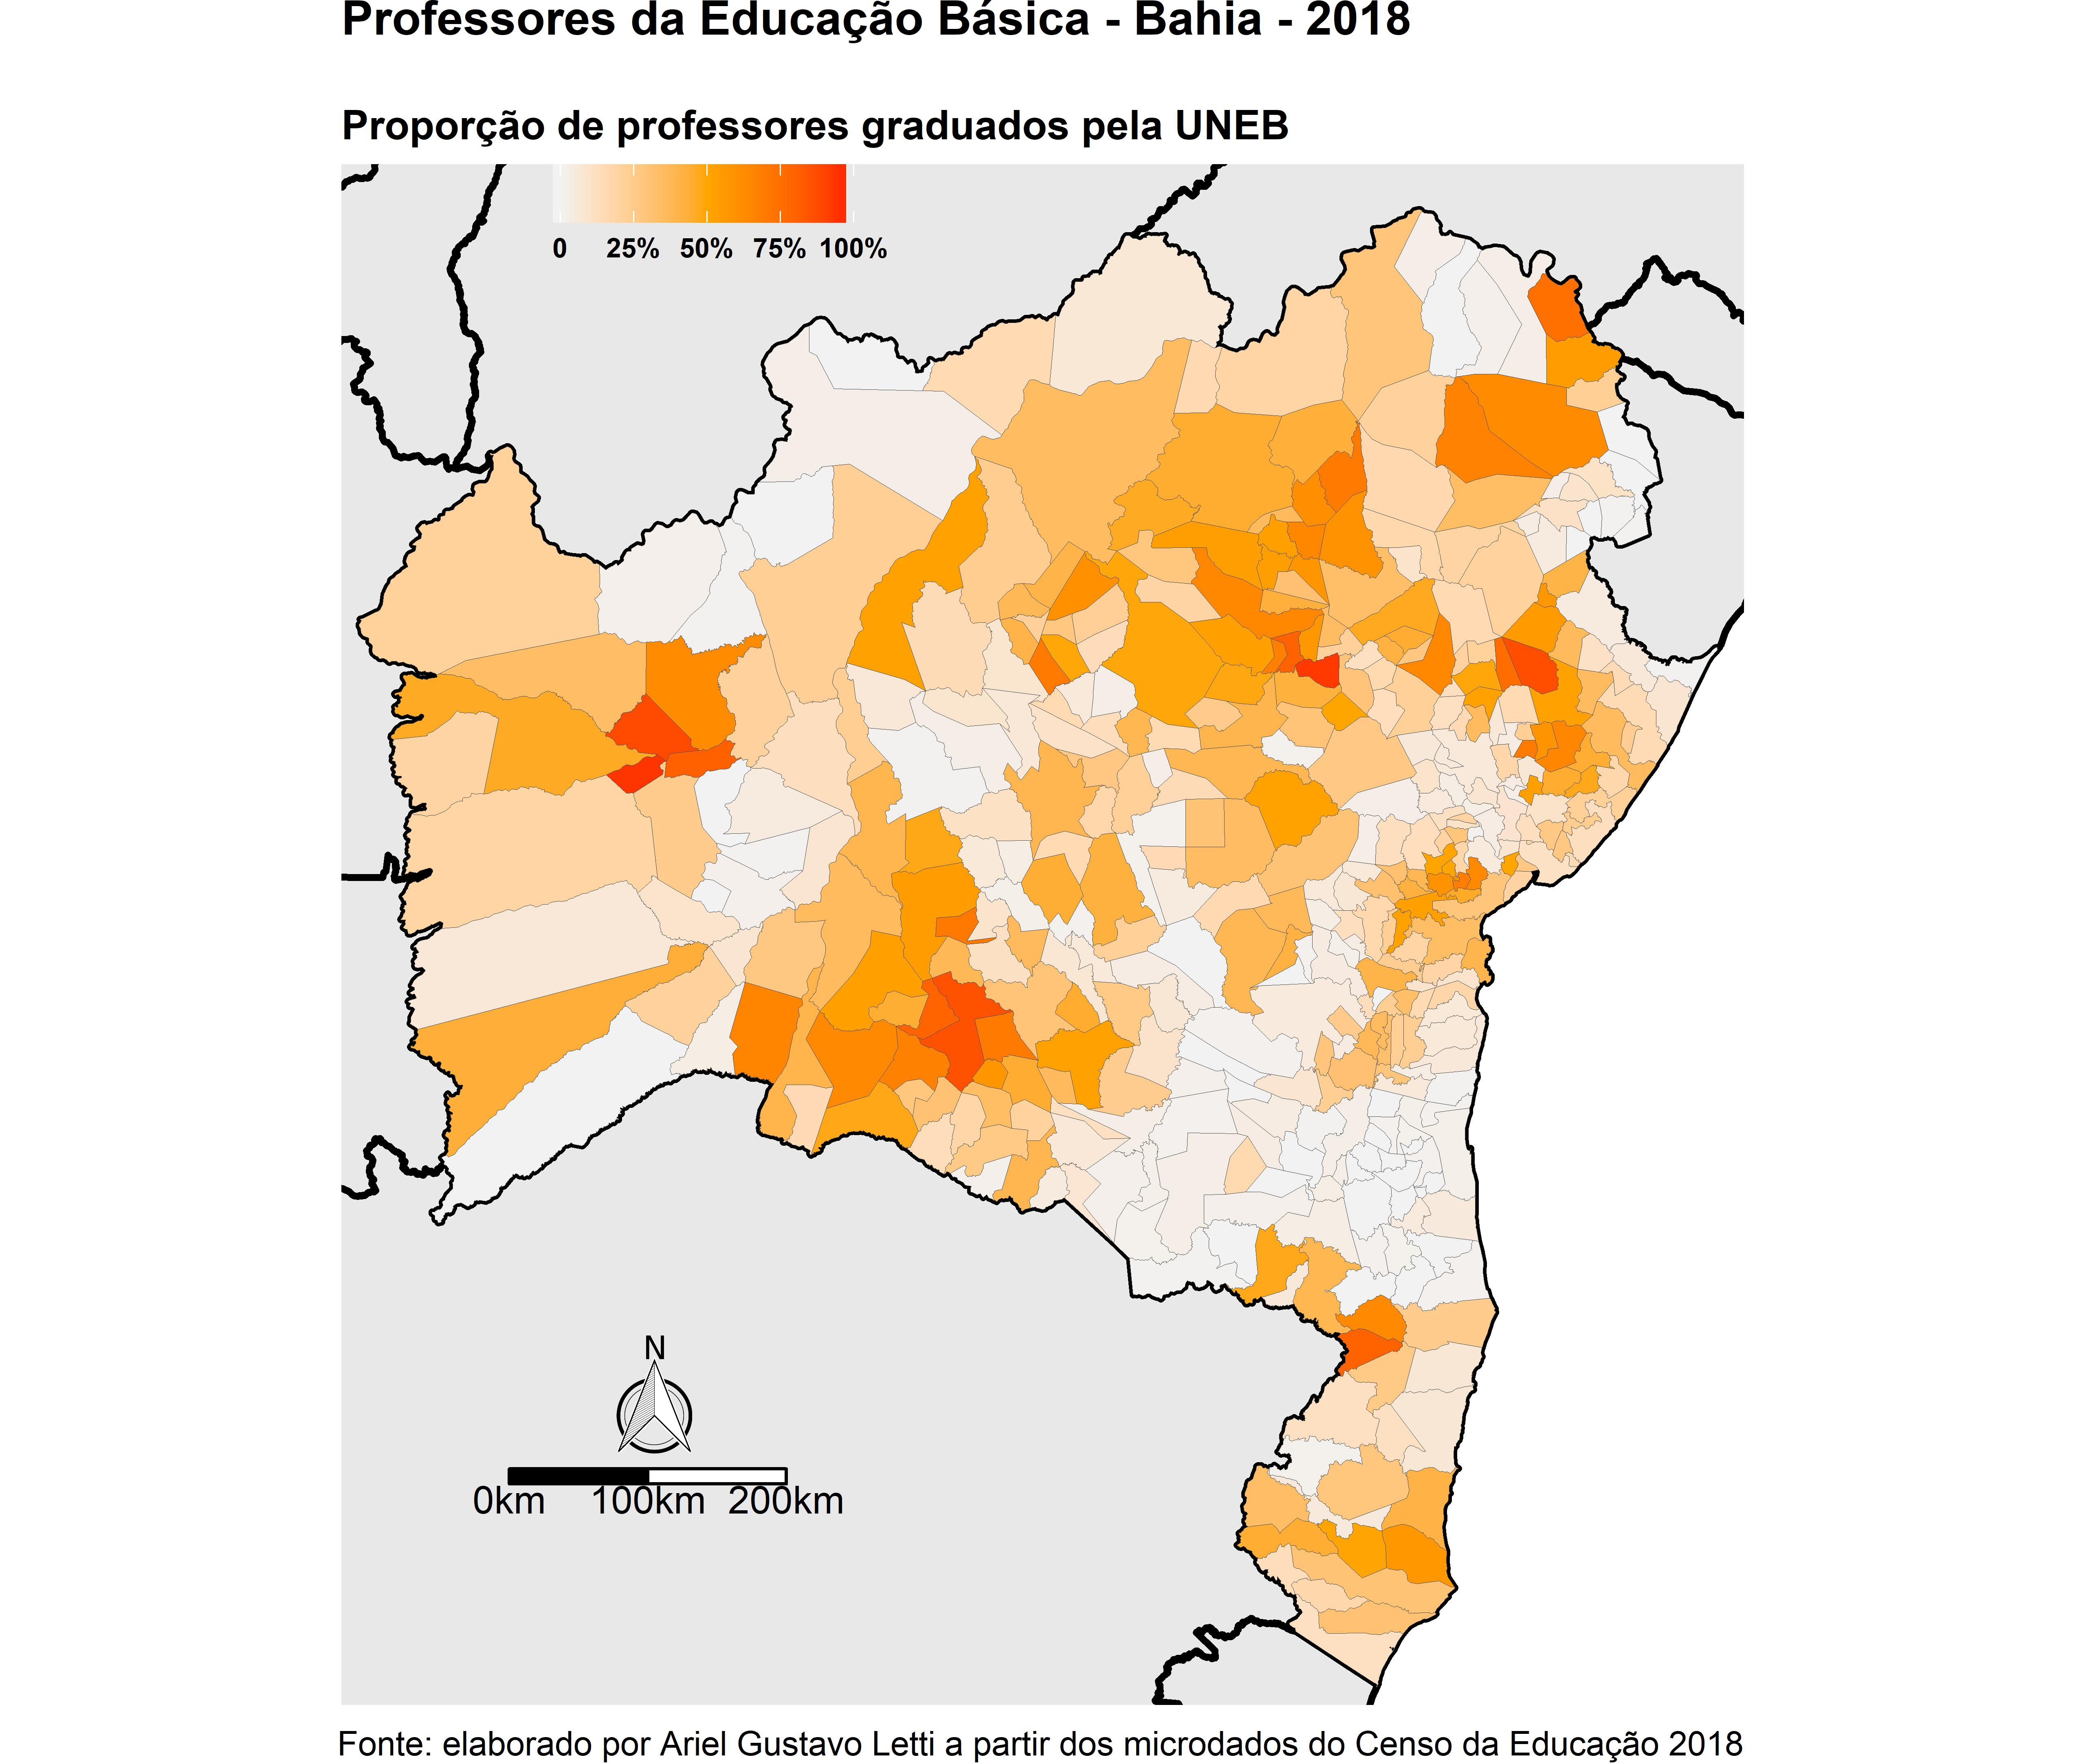 Professores da Educação Básica - Bahia - 2018
Proporção de professores graduados pela UNEB
0 25% 50% 75% 100%
N
0km 100km 200km
Fonte: elaborado por Ariel Gustavo Letti a partir dos microdados do Censo da Educação 2018